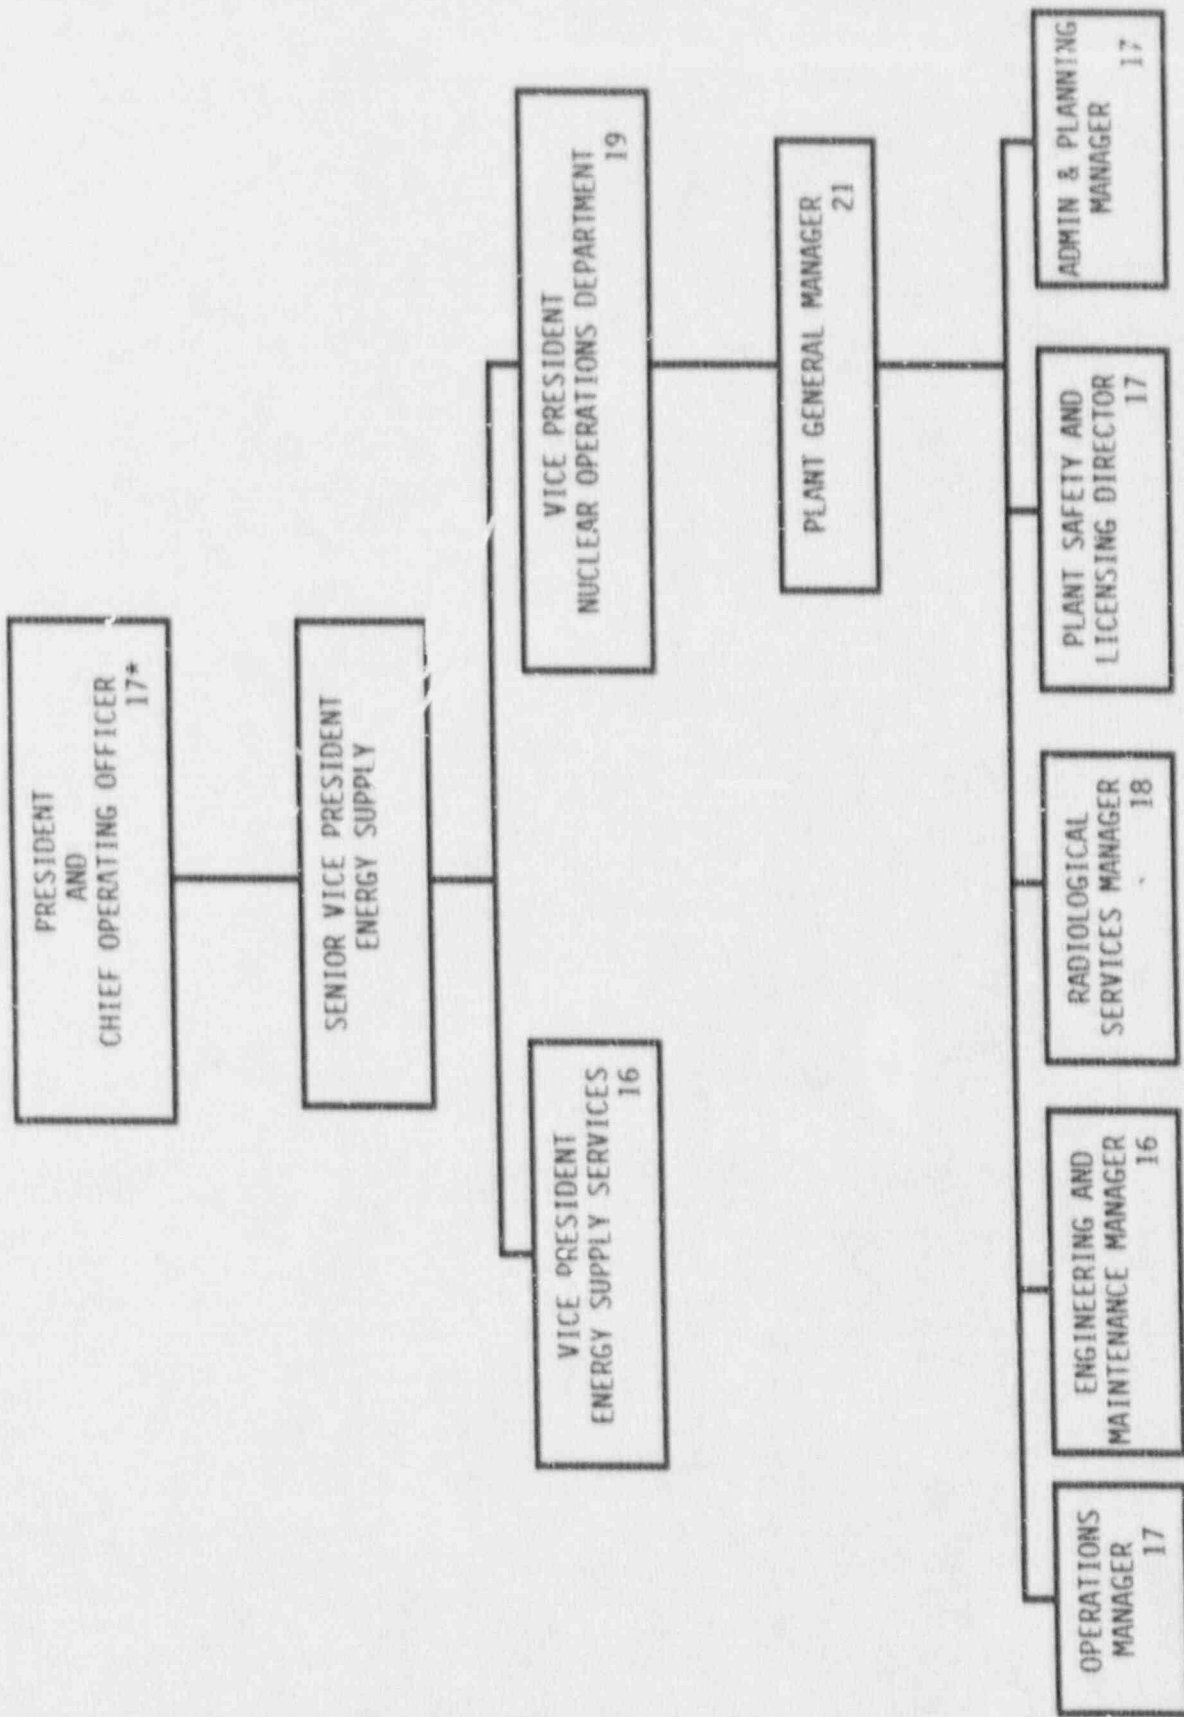 PRESIDENT
AND
CHIEF OPERATING OFFICER
17*
SENIOR VICE PRESIDENT
ENERGY SUPPLY
VICE PRESIDENT
ENERGY SUPPLY SERVICES
16
VICE PRESIDENT
NUCLEAR OPERATIONS DEPARTMENT
19
PLANT GENERAL MANAGER
21
OPERATIONS
MANAGER
17
ENGINEERING AND
MAINTENANCE MANAGER
16
RADIOLOGICAL
SERVICES MANAGER
18
PLANT SAFETY AND
LICENSING DIRECTOR
17
ADMIN & PLANNING
MANAGER
17